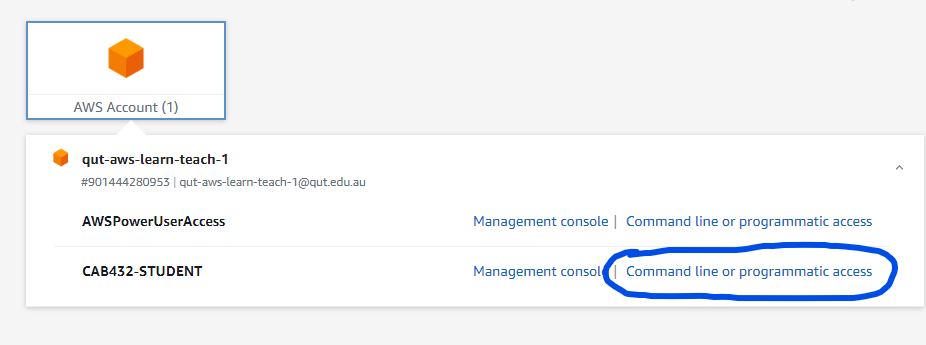 AWS Account (1)
qut-aws-learn-teach-1
#901444280953 | qut-aws-learn-teach-1@qut.edu.au
AWSPowerUserAccess Management console | Command line or programmatic access
CAB432-STUDENT Management console | Command line or programmatic access